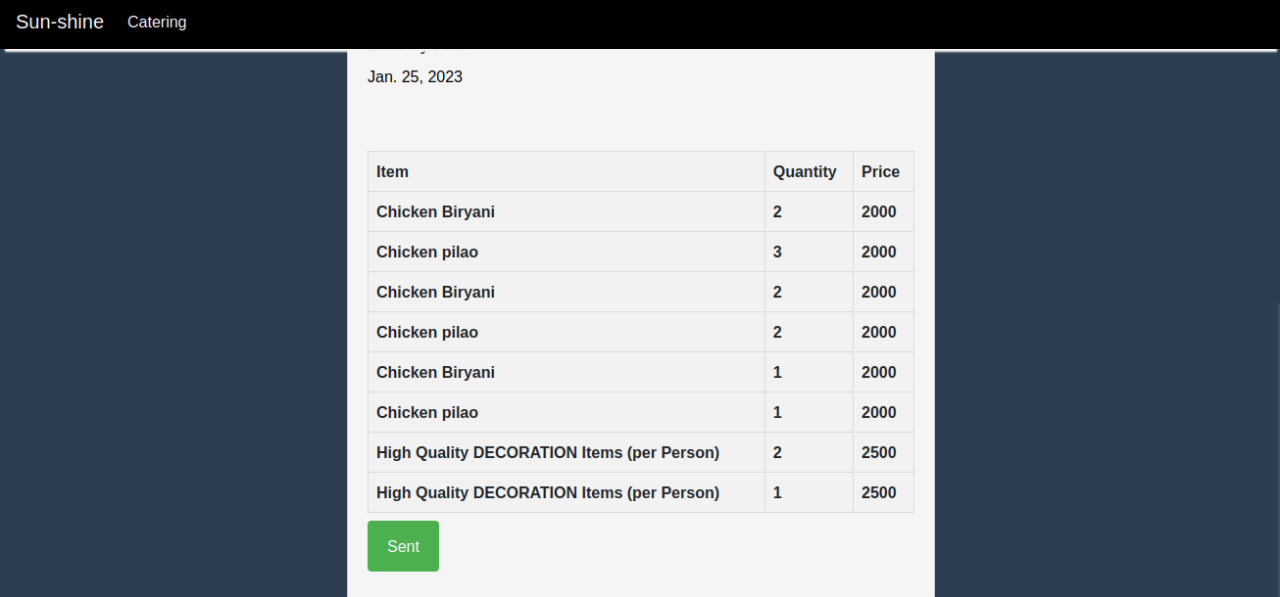 Sun-shine Catering
Jan. 25, 2023
Item Quantity Price
Chicken Biryani 2 2000
Chicken pilao 3 2000
Chicken Biryani 2 2000
Chicken pilao 2 2000
Chicken Biryani 1 2000
Chicken pilao 1 2000
High Quality DECORATION Items (per Person) 2 2500
High Quality DECORATION Items (per Person) 1 2500
Sent